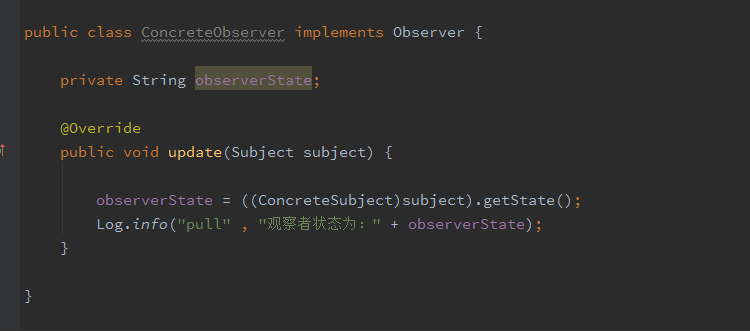 public class ConcreteObserver implements Observer {
private String observerState;
@Override
public void update(Subject subject) {
observerState = ((ConcreteSubject)subject).getState();
Log.info("pull" , "观察者状态为：" + observerState);
}
}